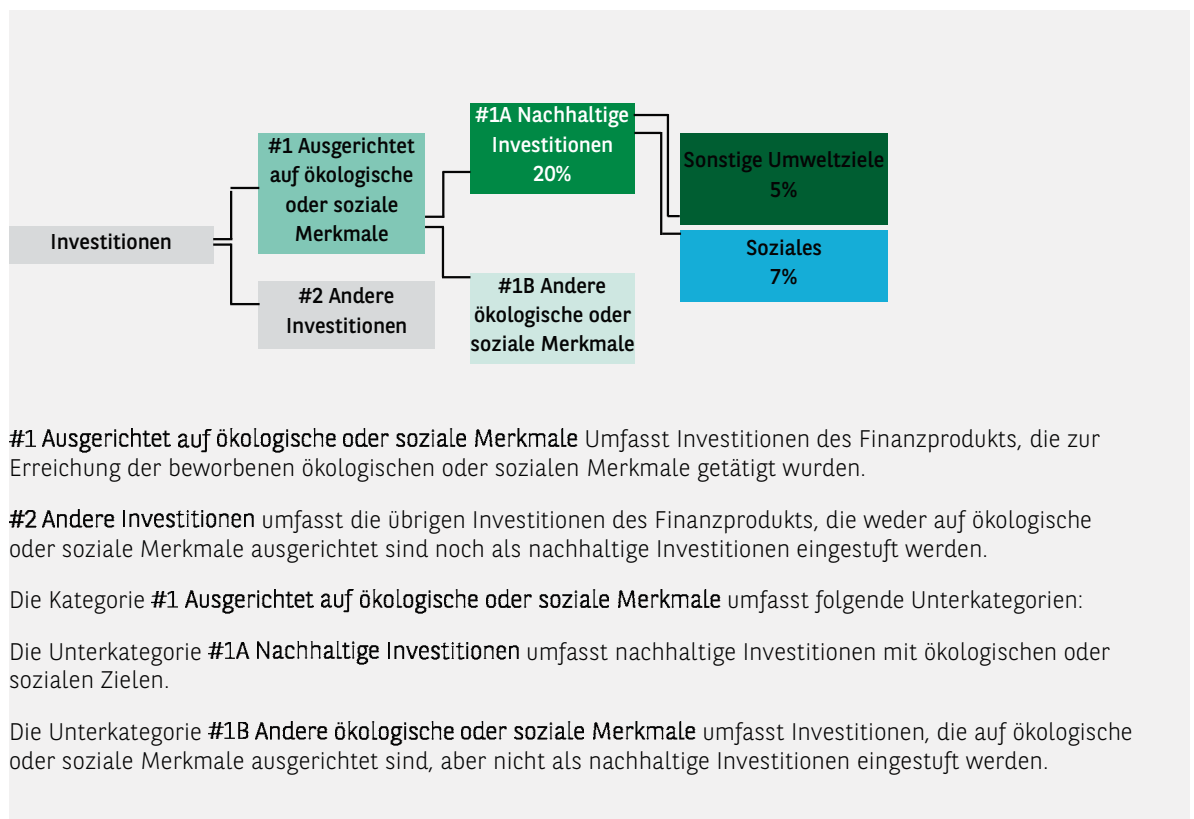 #1A Nachhaltige
Investitionen
20%
#1 Ausgerichtet
auf ökologische
oder soziale
Merkmale
Sonstige Umweltziele
5%
Investitionen
Soziales
7%
#2 Andere
Investitionen
#1B Andere
ökologische oder
soziale Merkmale
#1 Ausgerichtet auf ökologische oder soziale Merkmale Umfasst Investitionen des Finanzprodukts, die zur
Erreichung der beworbenen ökologischen oder sozialen Merkmale getätigt wurden.
#2 Andere Investitionen umfasst die übrigen Investitionen des Finanzprodukts, die weder auf ökologische
oder soziale Merkmale ausgerichtet sind noch als nachhaltige Investitionen eingestuft werden.
Die Kategorie #1 Ausgerichtet auf ökologische oder soziale Merkmale umfasst folgende Unterkategorien:
Die Unterkategorie #1A Nachhaltige Investitionen umfasst nachhaltige Investitionen mit ökologischen oder
sozialen Zielen.
Die Unterkategorie #1B Andere ökologische oder soziale Merkmale umfasst Investitionen, die auf ökologische
oder soziale Merkmale ausgerichtet sind, aber nicht als nachhaltige Investitionen eingestuft werden.